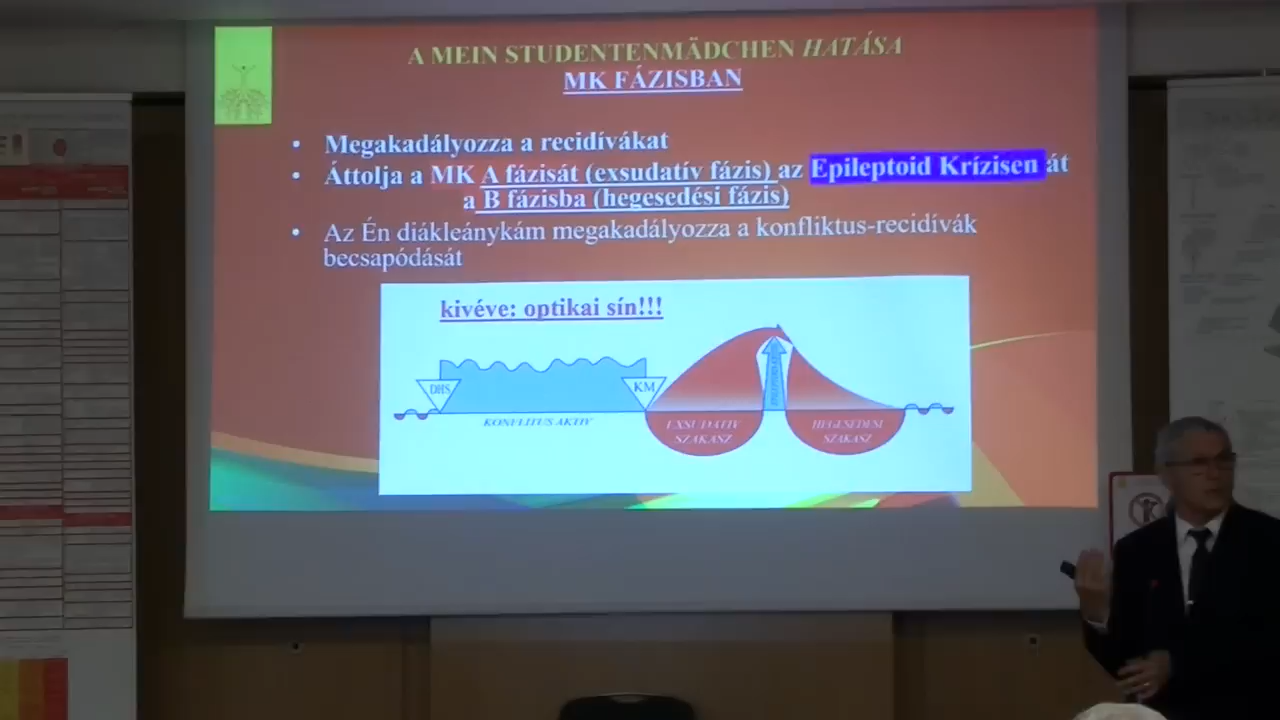 A MEIN STUDENTENMÄDCHEN HATÁSA
MK FÁZISBAN
• Megakadályozza a recidívákat
• Áttolja a MK A fázisát (exsudatív fázis) az Epileptoid Krízisen át
a B fázisba (hegesedési fázis)
• Az Én diákleánykám megakadályozza a konfliktus-recidívák
becsapódását
kivéve: optikai sín!!!
DHS
KM
KONFLITUS AKTIV
EXSUDATÍV
SZAKASZ
HEGESEDÉSI
SZAKASZ